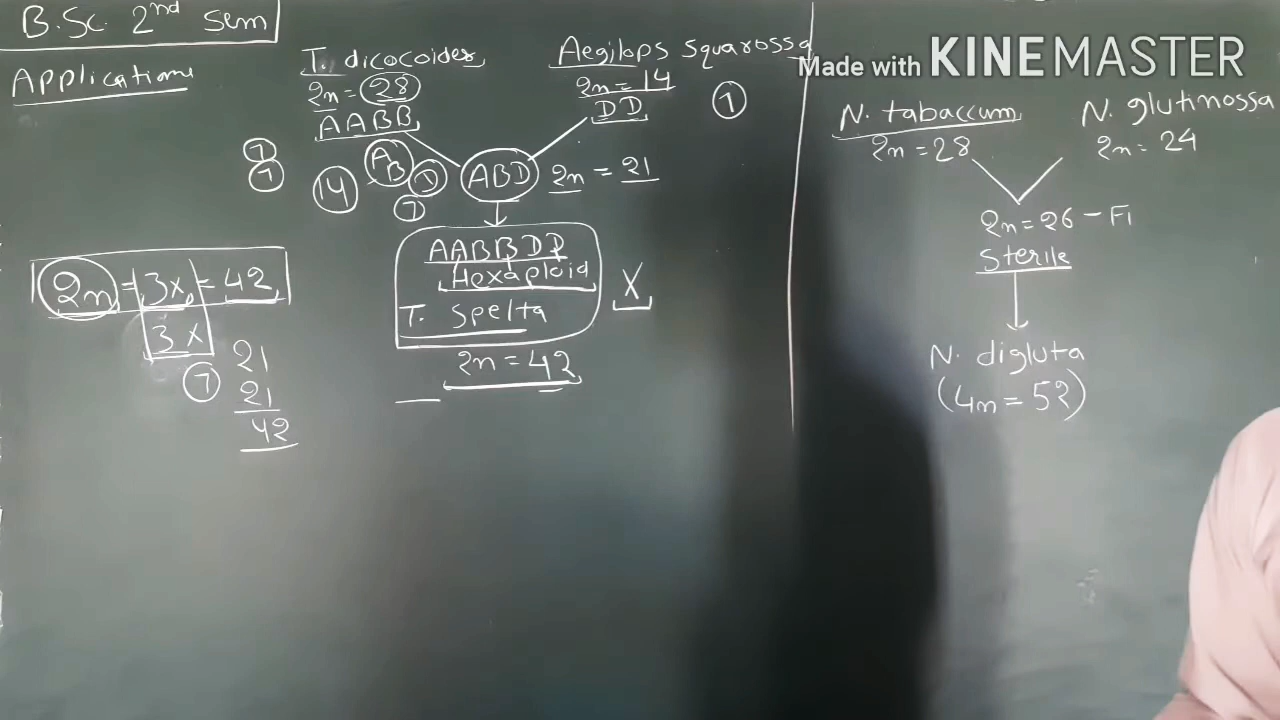 B.Sc. 2nd Sem
Applications
T. dicocoides
2n = 28
AABB
Aegilops squarossa
2n = 14
DD
7
7
7
14
A
B
D
7
ABD
2n = 21
AABBDD
Hexaploid
T. Spelta
X
2n = 42
2n = 3x = 42
3x
7
21
21
42
Made with KINEMASTER
N. tabaccum
2n = 28
N. glutinossa
2n = 24
2n = 26 - F1
Sterile
N. digluta
(4n = 52)